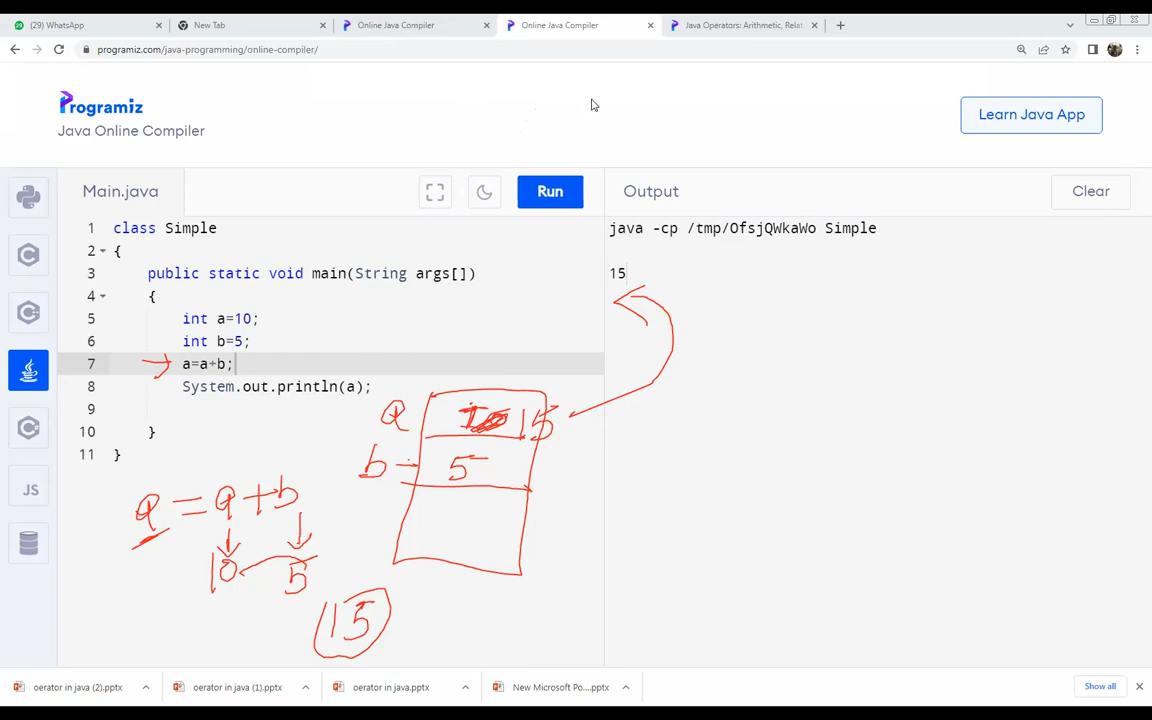 (29) WhatsApp
New Tab
Online Java Compiler
Online Java Compiler
Java Operators: Arithmetic, Relat
programiz.com/java-programming/online-compiler/
Programiz
Java Online Compiler
Learn Java App
Main.java
Run
Output
Clear
1 class Simple
2 {
3 public static void main(String args[])
4 {
5 int a=10;
6 int b=5;
7 a=a+b;
8 System.out.println(a);
9
10 }
11 }
java -cp /tmp/OfsjQWkaWo Simple
15
JS
a 15
b 5
a = a+b
10 5
15
oerator in java (2).pptx
oerator in java (1).pptx
oerator in java.pptx
New Microsoft Po....pptx
Show all